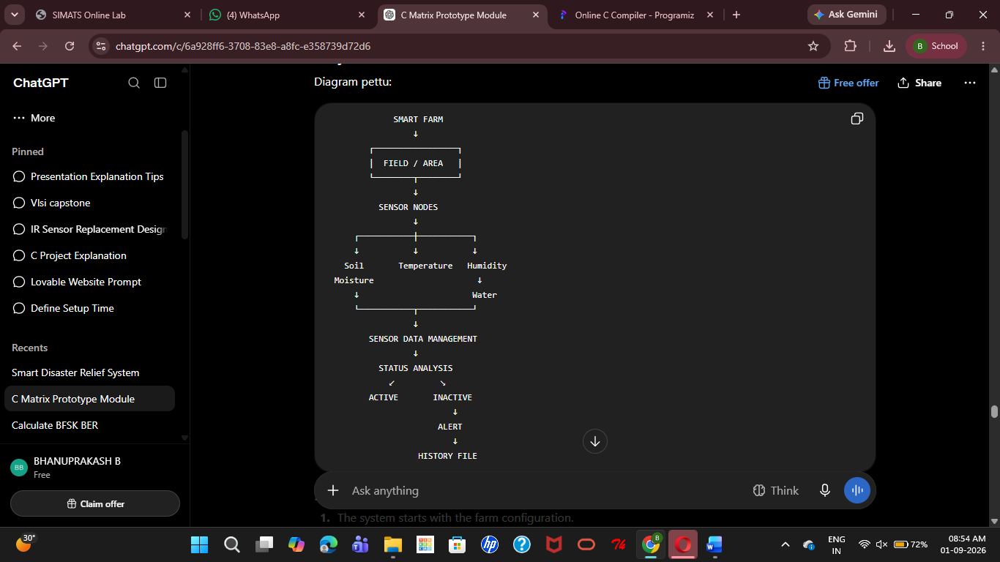 SIMATS Online Lab
(4) WhatsApp
C Matrix Prototype Module
Online C Compiler - Programiz
Ask Gemini
chatgpt.com/c/6a928ff6-3708-83e8-a8fc-e358739d72d6
B School
ChatGPT
More
Pinned
Presentation Explanation Tips
Vlsi capstone
IR Sensor Replacement Design
C Project Explanation
Lovable Website Prompt
Define Setup Time
Recents
Smart Disaster Relief System
C Matrix Prototype Module
Calculate BFSK BER
BB
BHANUPRAKASH B
Free
Claim offer
Diagram pettu:
Free offer
Share
SMART FARM
↓
FIELD / AREA
↓
SENSOR NODES
↓
↓ ↓ ↓
Soil Temperature Humidity
Moisture ↓
↓ Water
↓
SENSOR DATA MANAGEMENT
↓
STATUS ANALYSIS
↙ ↘
ACTIVE INACTIVE
↓
ALERT
↓
HISTORY FILE
Ask anything
Think
1. The system starts with the farm configuration.
30°
B
ENG
IN
72%
08:54 AM
01-09-2026